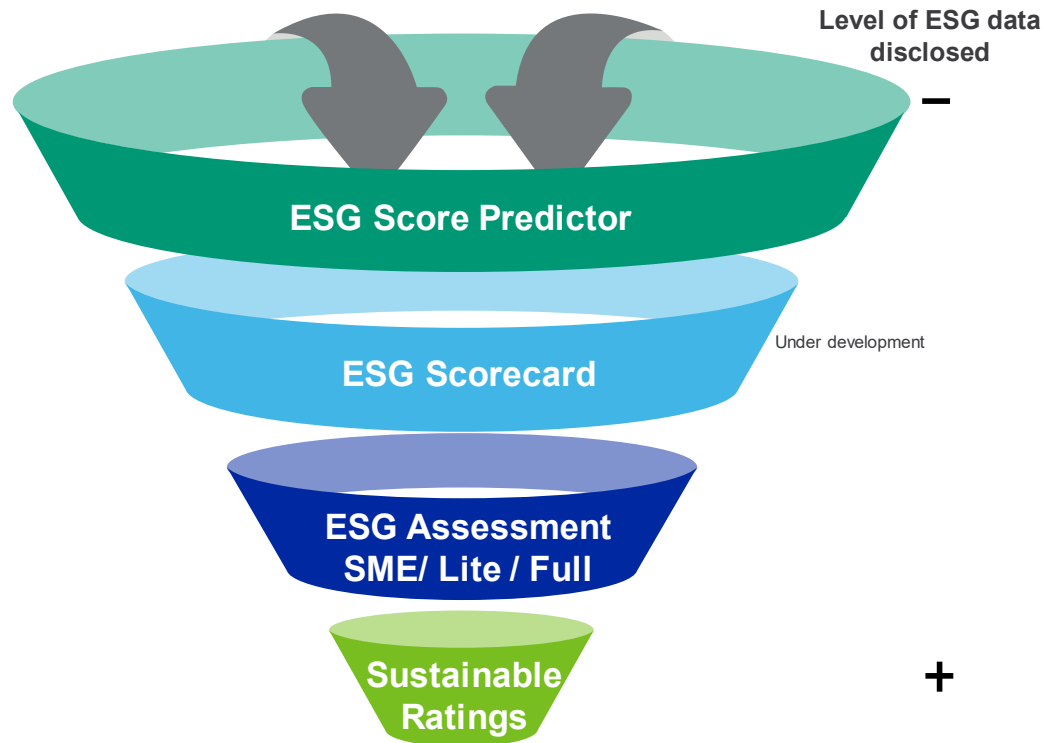 Level of ESG data
disclosed
–
ESG Score Predictor
Under development
ESG Scorecard
ESG Assessment
SME/ Lite / Full
Sustainable
Ratings
+